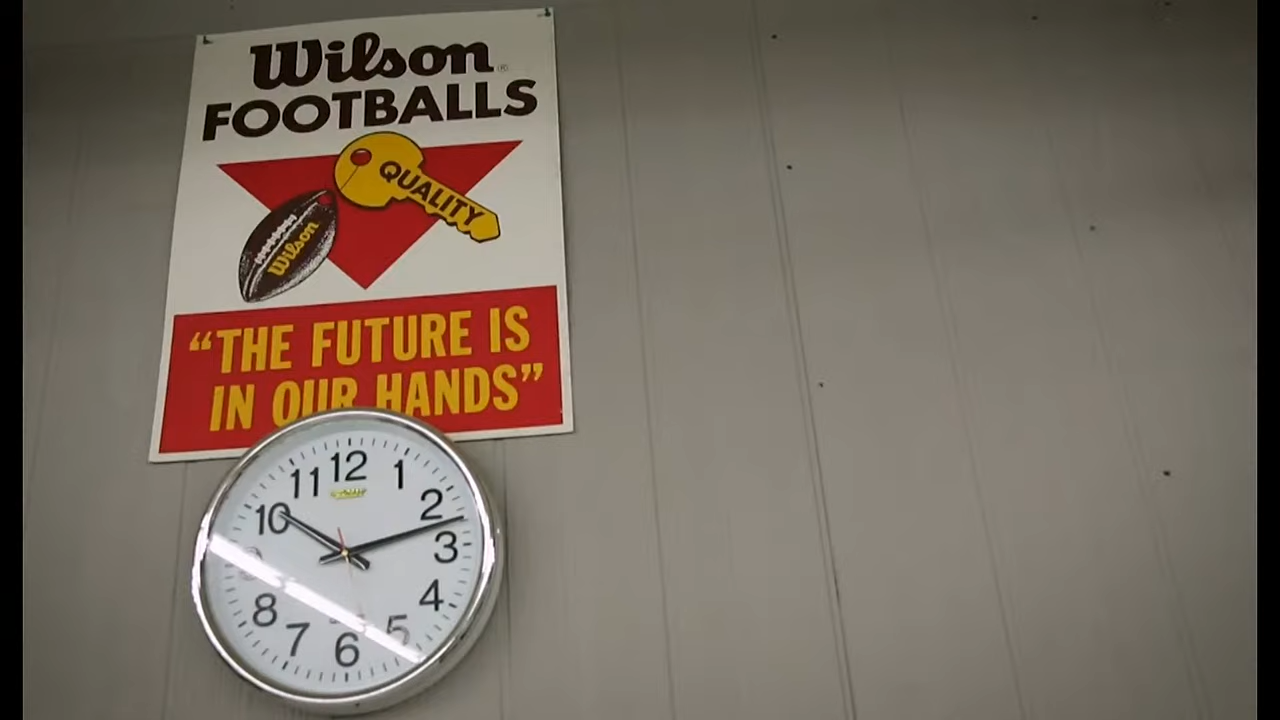 Wilson®
FOOTBALLS
QUALITY
Wilson
“THE FUTURE IS
IN OUR HANDS”
12
11
1
10
2
9
3
8
4
7
5
6